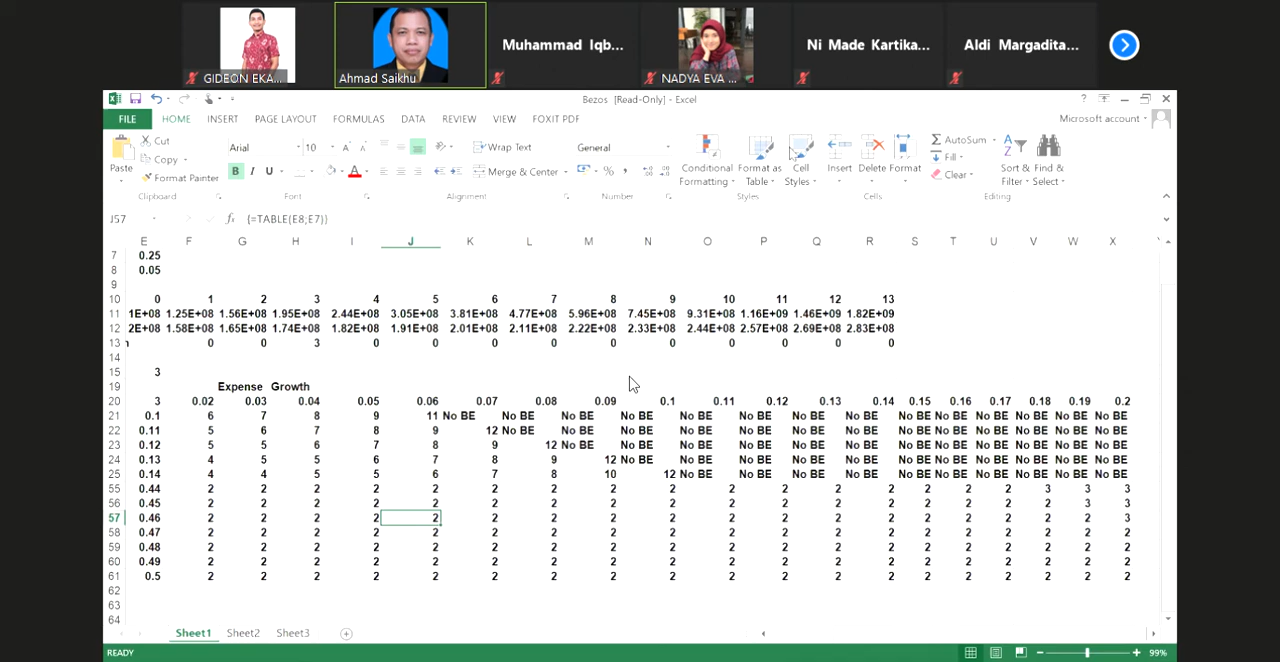 GIDEON EKA...
Ahmad Saikhu
Muhammad Iqb...
NADYA EVA ...
Ni Made Kartika...
Aldi Margadita...
Bezos [Read-Only] - Excel
FILE HOME INSERT PAGE LAYOUT FORMULAS DATA REVIEW VIEW FOXIT PDF Microsoft account
Paste Cut Copy Format Painter Clipboard
Arial 10 B I U A Font
Wrap Text Merge & Center Alignment
General % Number
Conditional Formatting Format as Table Cell Styles Styles
Insert Delete Format Cells
AutoSum Fill Clear Sort & Filter Find & Select Editing
J57 fx {=TABLE(E8;E7)}
E F G H I J K L M N O P Q R S T U V W X
7 0.25
8 0.05
9
10 0 1 2 3 4 5 6 7 8 9 10 11 12 13
11 1E+08 1.25E+08 1.56E+08 1.95E+08 2.44E+08 3.05E+08 3.81E+08 4.77E+08 5.96E+08 7.45E+08 9.31E+08 1.16E+09 1.46E+09 1.82E+09
12 2E+08 1.58E+08 1.65E+08 1.74E+08 1.82E+08 1.91E+08 2.01E+08 2.11E+08 2.22E+08 2.33E+08 2.44E+08 2.57E+08 2.69E+08 2.83E+08
13 0 0 3 0 0 0 0 0 0 0 0 0 0
14
15 3
19 Expense Growth
20 3 0.02 0.03 0.04 0.05 0.06 0.07 0.08 0.09 0.1 0.11 0.12 0.13 0.14 0.15 0.16 0.17 0.18 0.19 0.2
21 0.1 6 7 8 9 11 No BE No BE No BE No BE No BE No BE No BE No BE No BE No BE No BE No BE No BE No BE
22 0.11 5 6 7 8 9 12 No BE No BE No BE No BE No BE No BE No BE No BE No BE No BE No BE No BE No BE
23 0.12 5 5 6 7 8 9 12 No BE No BE No BE No BE No BE No BE No BE No BE No BE No BE No BE No BE
24 0.13 4 5 5 6 7 8 9 12 No BE No BE No BE No BE No BE No BE No BE No BE No BE No BE No BE
25 0.14 4 4 5 5 6 7 8 10 12 No BE No BE No BE No BE No BE No BE No BE No BE No BE No BE
55 0.44 2 2 2 2 2 2 2 2 2 2 2 2 2 2 2 2 3 3 3
56 0.45 2 2 2 2 2 2 2 2 2 2 2 2 2 2 2 2 2 3 3
57 0.46 2 2 2 2 2 2 2 2 2 2 2 2 2 2 2 2 2 2 3
58 0.47 2 2 2 2 2 2 2 2 2 2 2 2 2 2 2 2 2 2 2
59 0.48 2 2 2 2 2 2 2 2 2 2 2 2 2 2 2 2 2 2 2
60 0.49 2 2 2 2 2 2 2 2 2 2 2 2 2 2 2 2 2 2 2
61 0.5 2 2 2 2 2 2 2 2 2 2 2 2 2 2 2 2 2 2 2
62
63
64
Sheet1 Sheet2 Sheet3
READY 99%